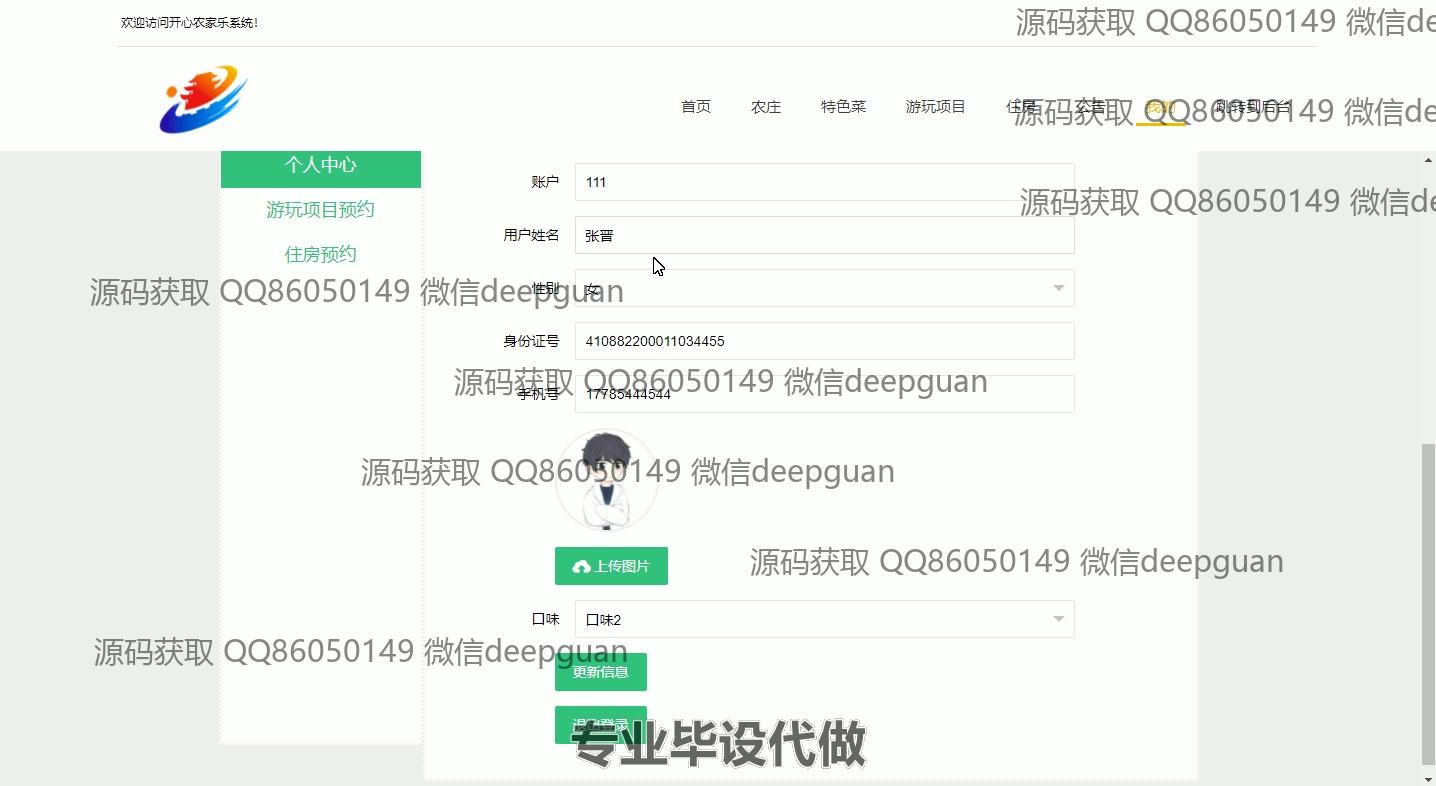 欢迎访问开心农家乐系统!
源码获取 QQ86050149 微信de
首页 农庄 特色菜 游玩项目 住房 公告 我的 跳转到后台
源码获取 QQ86050149 微信de
个人中心
账户 111
源码获取 QQ86050149 微信de
游玩项目预约
用户姓名 张晋
住房预约
性别 女
源码获取 QQ86050149 微信deepguan
身份证号 410882200011034455
源码获取 QQ86050149 微信deepguan
手机号 17785444544
源码获取 QQ86050149 微信deepguan
上传图片
源码获取 QQ86050149 微信deepguan
口味 口味2
源码获取 QQ86050149 微信deepguan
更新信息
退出登录
专业毕设代做